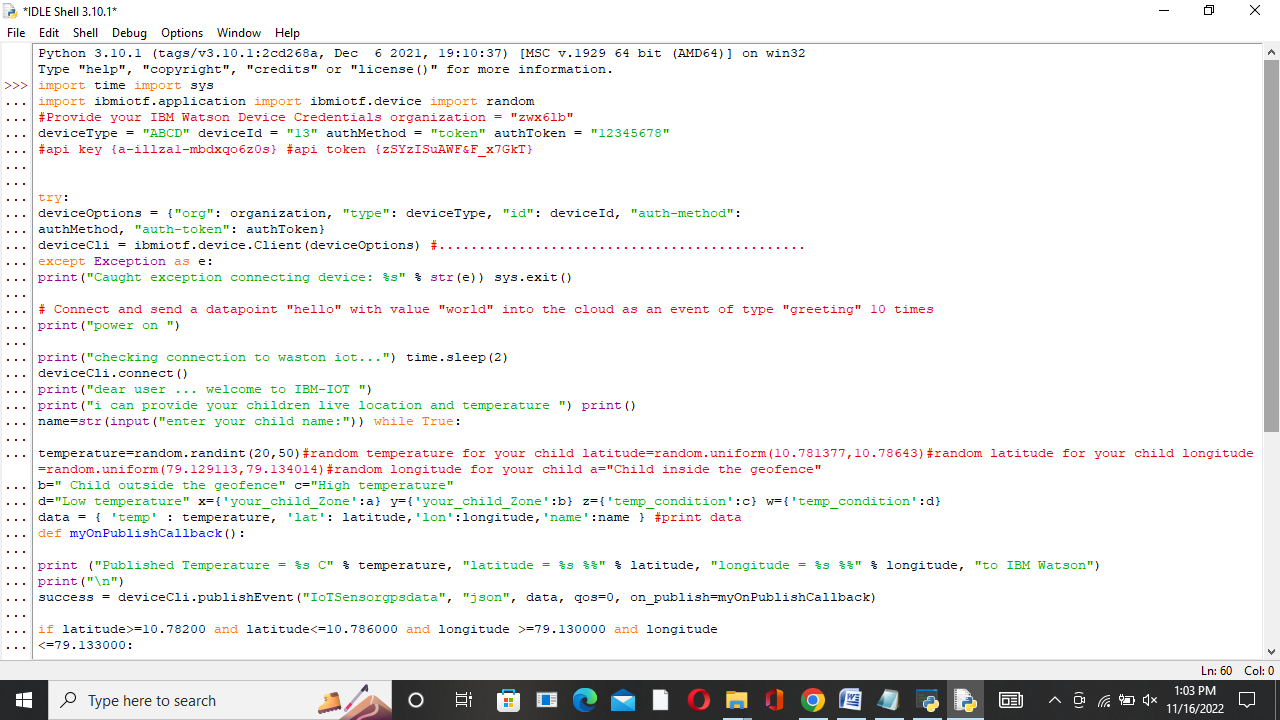 *IDLE Shell 3.10.1*
File Edit Shell Debug Options Window Help
Python 3.10.1 (tags/v3.10.1:2cd268a, Dec  6 2021, 19:10:37) [MSC v.1929 64 bit (AMD64)] on win32
Type "help", "copyright", "credits" or "license()" for more information.
>>> import time import sys
... import ibmiotf.application import ibmiotf.device import random
... #Provide your IBM Watson Device Credentials organization = "zwx6lb"
... deviceType = "ABCD" deviceId = "13" authMethod = "token" authToken = "12345678"
... #api key {a-illzal-mbdxqo6z0s} #api token {zSYzISuAWF&F_x7GkT}
...
...
... try:
... deviceOptions = {"org": organization, "type": deviceType, "id": deviceId, "auth-method":
... authMethod, "auth-token": authToken}
... deviceCli = ibmiotf.device.Client(deviceOptions) #..............................................
... except Exception as e:
... print("Caught exception connecting device: %s" % str(e)) sys.exit()
...
... # Connect and send a datapoint "hello" with value "world" into the cloud as an event of type "greeting" 10 times
... print("power on ")
...
... print("checking connection to waston iot...") time.sleep(2)
... deviceCli.connect()
... print("dear user ... welcome to IBM-IOT ")
... print("i can provide your children live location and temperature ") print()
... name=str(input("enter your child name:")) while True:
...
... temperature=random.randint(20,50)#random temperature for your child latitude=random.uniform(10.781377,10.78643)#random latitude for your child longitude
=random.uniform(79.129113,79.134014)#random longitude for your child a="Child inside the geofence"
... b=" Child outside the geofence" c="High temperature"
... d="Low temperature" x={'your_child_Zone':a} y={'your_child_Zone':b} z={'temp_condition':c} w={'temp_condition':d}
... data = { 'temp' : temperature, 'lat': latitude,'lon':longitude,'name':name } #print data
... def myOnPublishCallback():
...
... print ("Published Temperature = %s C" % temperature, "latitude = %s %%" % latitude, "longitude = %s %%" % longitude, "to IBM Watson")
... print("\n")
... success = deviceCli.publishEvent("IoTSensorgpsdata", "json", data, qos=0, on_publish=myOnPublishCallback)
...
... if latitude>=10.78200 and latitude<=10.786000 and longitude >=79.130000 and longitude
... <=79.133000:
Ln: 60 Col: 0
Type here to search
1:03 PM
11/16/2022